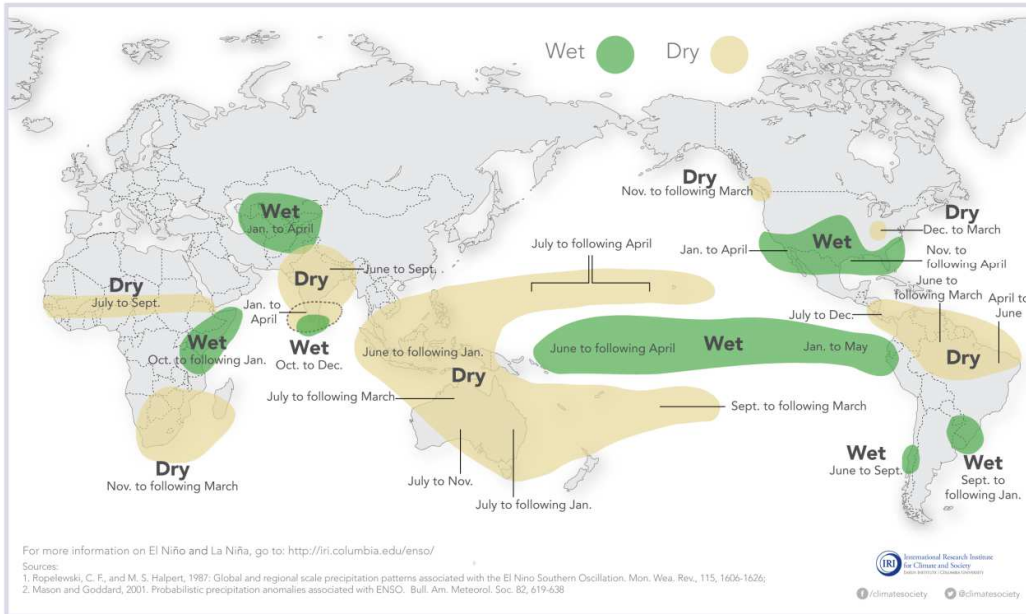 Wet
Dry
Dry
Nov. to following March
Dry
Dec. to March
Wet
Jan. to April
Wet
Jan. to April
Nov. to
following April
July to following April
Dry
June to Sept.
Dry
July to Sept.
Jan. to
April
June to
following March
April to
June
July to Dec.
Wet
Oct. to following Jan.
Wet
Oct. to Dec.
June to following Jan.
Dry
June to following April
Wet
Jan. to May
Dry
July to following March
Sept. to following March
Dry
Nov. to following March
July to Nov.
July to following Jan.
Wet
June to Sept.
Wet
Sept. to
following Jan.
For more information on El Niño and La Niña, go to: http://iri.columbia.edu/enso/
Sources:
1. Ropelewski, C. F., and M. S. Halpert, 1987: Global and regional scale precipitation patterns associated with the El Nino Southern Oscillation. Mon. Wea. Rev., 115, 1606-1626;
2. Mason and Goddard, 2001. Probabilistic precipitation anomalies associated with ENSO. Bull. Am. Meteorol. Soc. 82, 619-638
IRI
International Research Institute
for Climate and Society
EARTH INSTITUTE | COLUMBIA UNIVERSITY
/climatesociety
@climatesociety